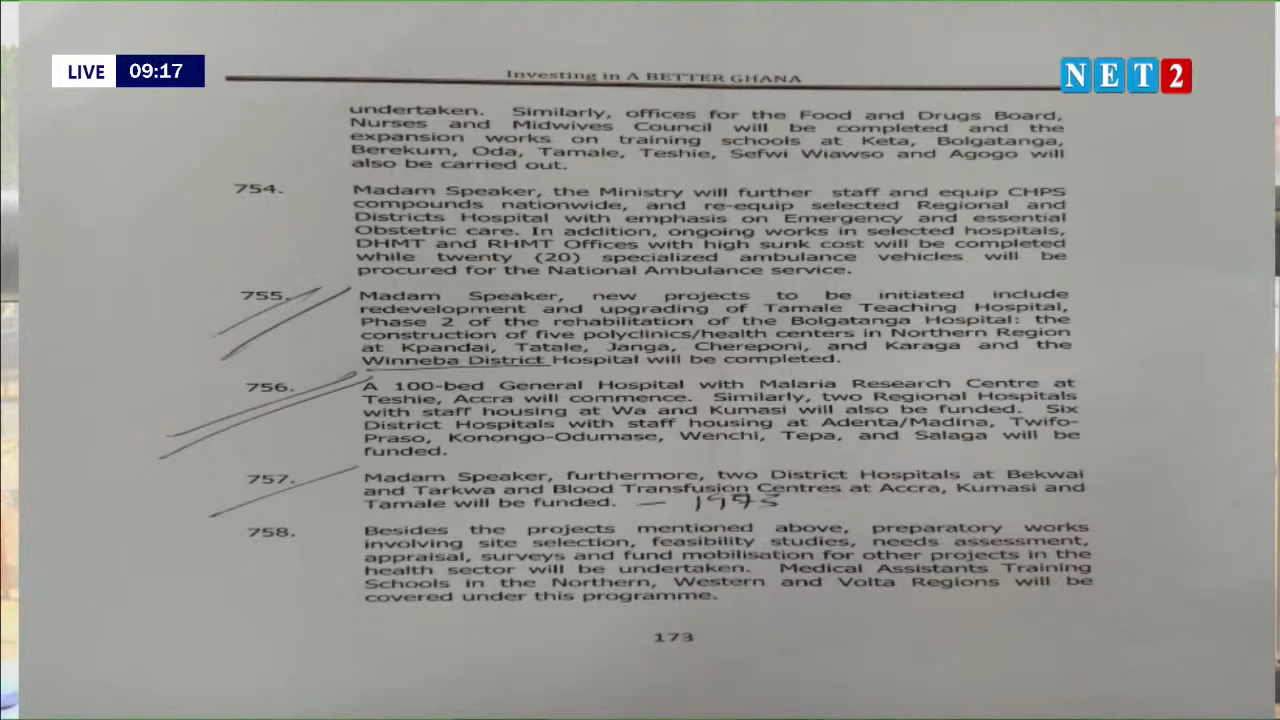 LIVE 09:17
NET2
Investing in A BETTER GHANA
undertaken. Similarly, offices for the Food and Drugs Board,
Nurses and Midwives Council will be completed and the
expansion works on training schools at Keta, Bolgatanga,
Berekum, Oda, Tamale, Teshie, Sefwi Wiawso and Agogo will
also be carried out.
754. Madam Speaker, the Ministry will further staff and equip CHPS
compounds nationwide, and re-equip selected Regional and
Districts Hospital with emphasis on Emergency and essential
Obstetric care. In addition, ongoing works in selected hospitals,
DHMT and RHMT Offices with high sunk cost will be completed
while twenty (20) specialized ambulance vehicles will be
procured for the National Ambulance service.
755. Madam Speaker, new projects to be initiated include
redevelopment and upgrading of Tamale Teaching Hospital,
Phase 2 of the rehabilitation of the Bolgatanga Hospital: the
construction of five polyclinics/health centers in Northern Region
at Kpandai, Tatale, Janga, Chereponi, and Karaga and the
Winneba District Hospital will be completed.
756. A 100-bed General Hospital with Malaria Research Centre at
Teshie, Accra will commence. Similarly, two Regional Hospitals
with staff housing at Wa and Kumasi will also be funded. Six
District Hospitals with staff housing at Adenta/Madina, Twifo-
Praso, Konongo-Odumase, Wenchi, Tepa, and Salaga will be
funded.
757. Madam Speaker, furthermore, two District Hospitals at Bekwai
and Tarkwa and Blood Transfusion Centres at Accra, Kumasi and
Tamale will be funded. — 1975
758. Besides the projects mentioned above, preparatory works
involving site selection, feasibility studies, needs assessment,
appraisal, surveys and fund mobilisation for other projects in the
health sector will be undertaken. Medical Assistants Training
Schools in the Northern, Western and Volta Regions will be
covered under this programme.
173